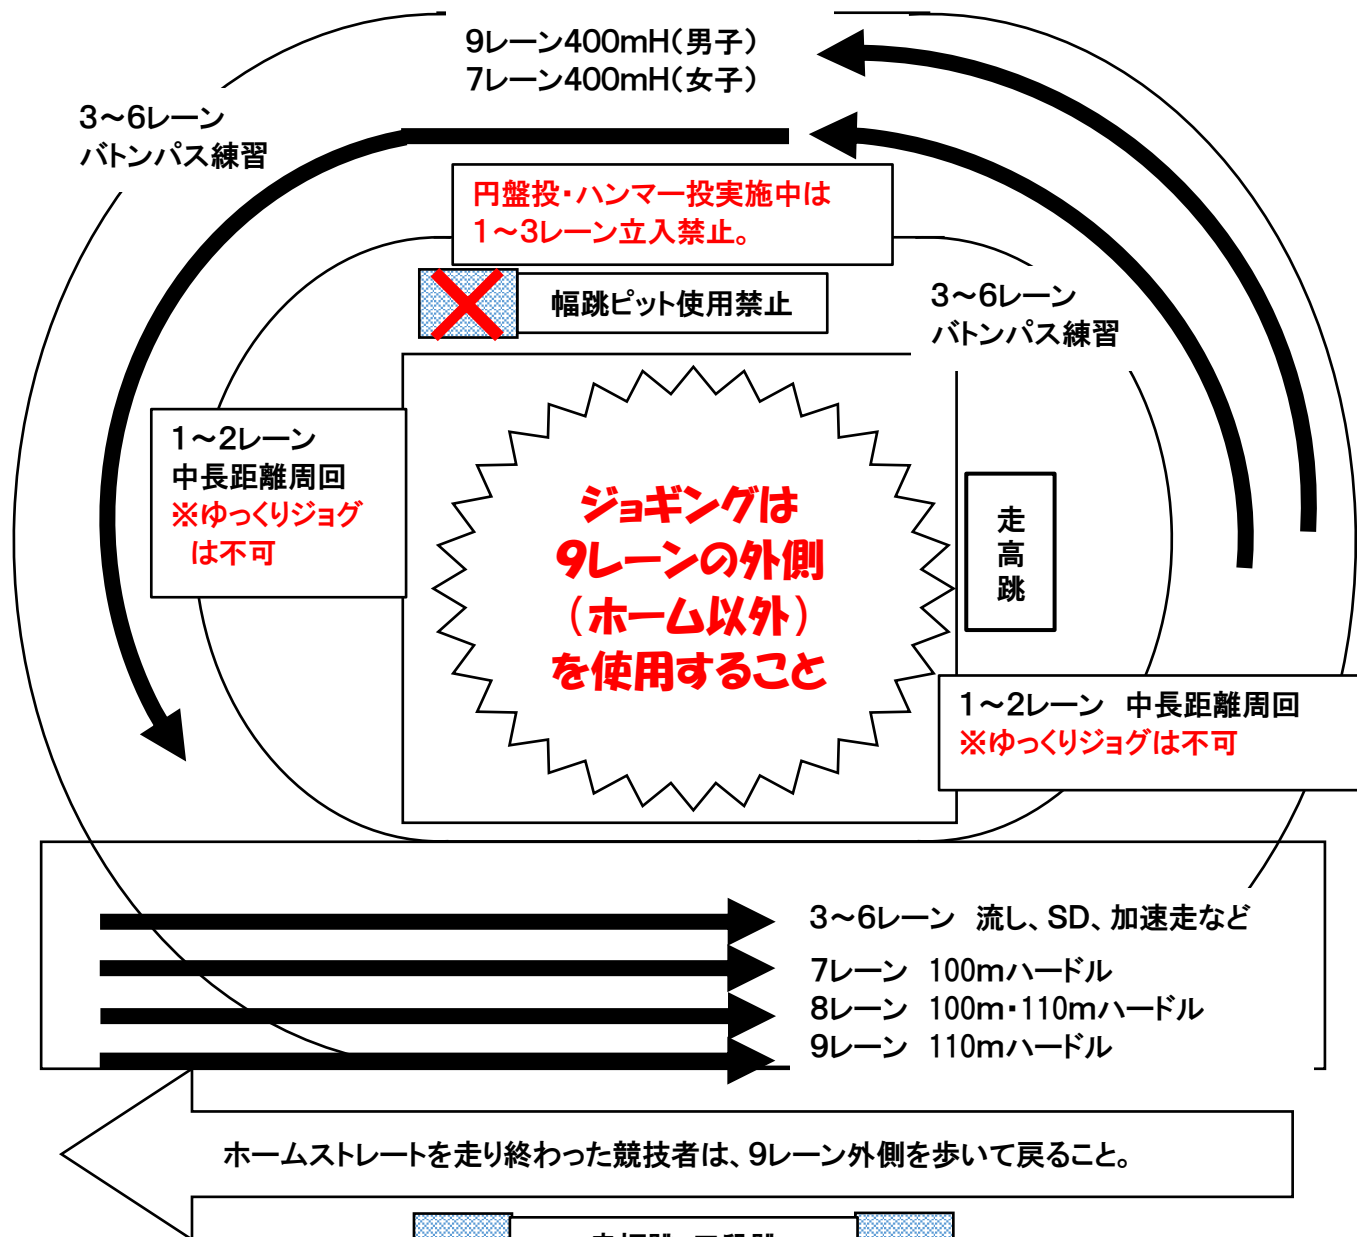 9レーン400mH(男子)
7レーン400mH(女子)
3～6レーン
バトンパス練習
円盤投・ハンマー投実施中は
1～3レーン立入禁止。
幅跳ピット使用禁止
3～6レーン
バトンパス練習
1～2レーン
中長距離周回
※ゆっくりジョグ
は不可
ジョギングは
9レーンの外側
(ホーム以外)
を使用すること
走
高
跳
1～2レーン 中長距離周回
※ゆっくりジョグは不可
3～6レーン 流し、SD、加速走など
7レーン 100mハードル
8レーン 100m・110mハードル
9レーン 110mハードル
ホームストレートを走り終わった競技者は、9レーン外側を歩いて戻ること。